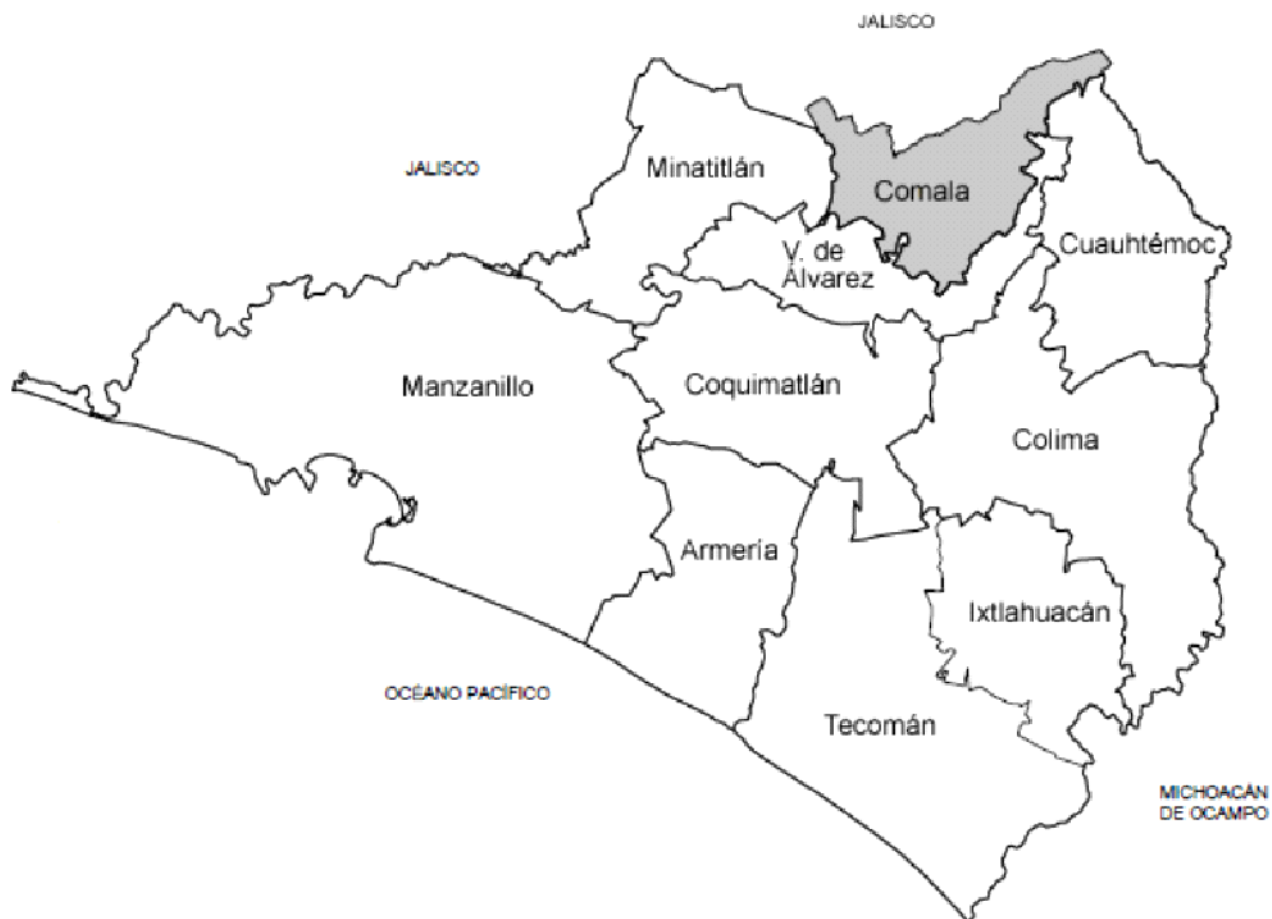 JALISCO
JALISCO
Minatitlán
Comala
Cuauhtémoc
V. de
Álvarez
Manzanillo
Coquimatlán
Colima
Armería
Ixtlahuacán
OCÉANO PACÍFICO
Tecomán
MICHOACÁN
DE OCAMPO